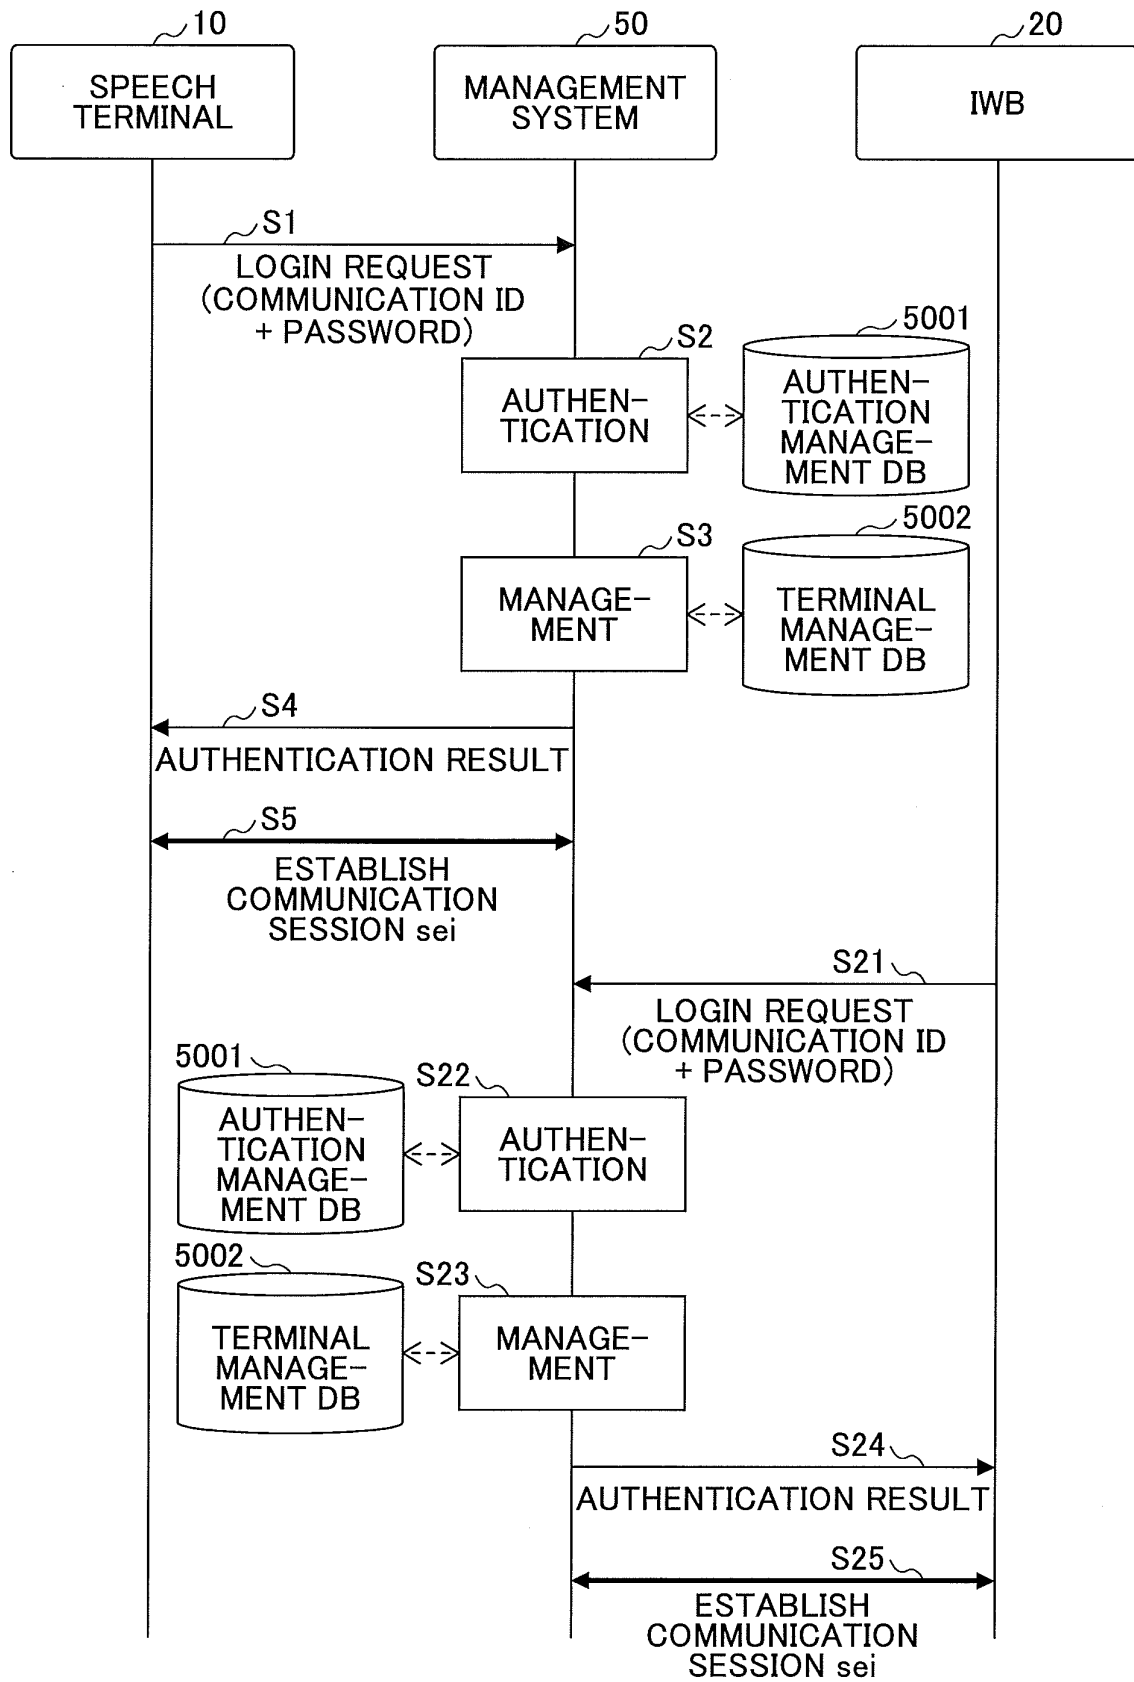 10
50
20
SPEECH
TERMINAL
MANAGEMENT
SYSTEM
IWB
S1
LOGIN REQUEST
(COMMUNICATION ID
+ PASSWORD)
S2
AUTHEN-
TICATION
5001
AUTHEN-
TICATION
MANAGE-
MENT DB
S3
MANAGE-
MENT
5002
TERMINAL
MANAGE-
MENT DB
S4
AUTHENTICATION RESULT
S5
ESTABLISH
COMMUNICATION
SESSION sei
S21
LOGIN REQUEST
(COMMUNICATION ID
+ PASSWORD)
5001
AUTHEN-
TICATION
MANAGE-
MENT DB
S22
AUTHEN-
TICATION
5002
TERMINAL
MANAGE-
MENT DB
S23
MANAGE-
MENT
S24
AUTHENTICATION RESULT
S25
ESTABLISH
COMMUNICATION
SESSION sei